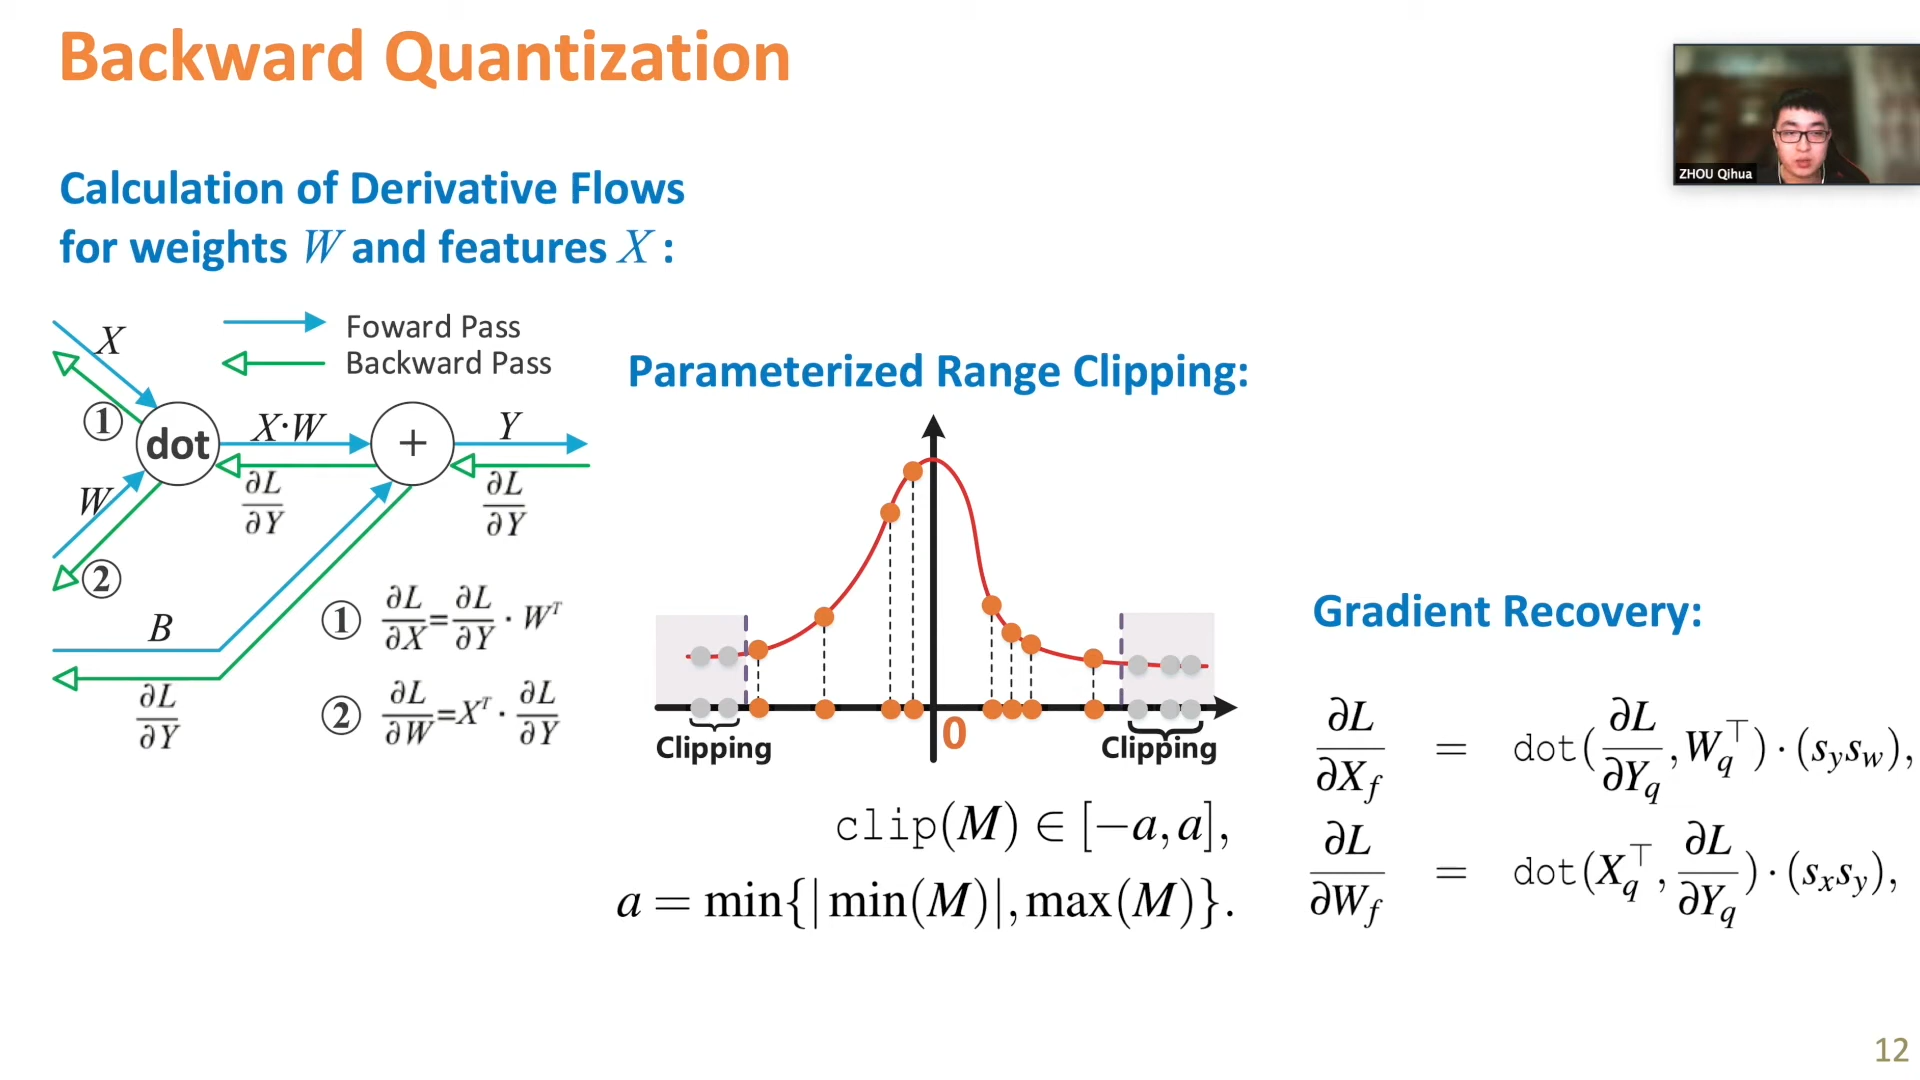 Backward Quantization
ZHOU Qihua
Calculation of Derivative Flows
for weights W and features X :
Foward Pass
Backward Pass
X
①
dot
X·W
+
Y
∂L/∂Y
∂L/∂Y
W
②
B
∂L/∂Y
① ∂L/∂X=∂L/∂Y · Wᵀ
② ∂L/∂W=Xᵀ · ∂L/∂Y
Parameterized Range Clipping:
0
Clipping
Clipping
clip(M) ∈ [−a, a],
a = min{| min(M)|, max(M)}.
Gradient Recovery:
∂L/∂X_f = dot(∂L/∂Y_q, W_q^⊤) · (s_y s_w),
∂L/∂W_f = dot(X_q^⊤, ∂L/∂Y_q) · (s_x s_y),
12